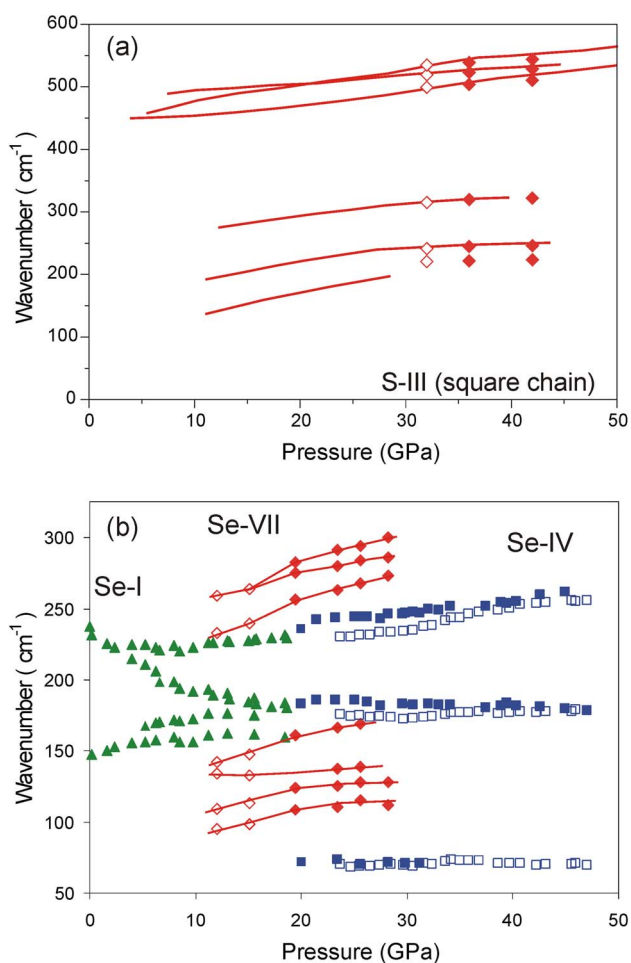 (a)
600
500
400
300
200
100
0
Wavenumber ( cm-1)
S-III (square chain)
0 10 20 30 40 50
Pressure (GPa)
(b)
Se-VII
Se-IV
Se-I
300
250
200
150
100
50
Wavenumber ( cm-1)
0 10 20 30 40 50
Pressure (GPa)